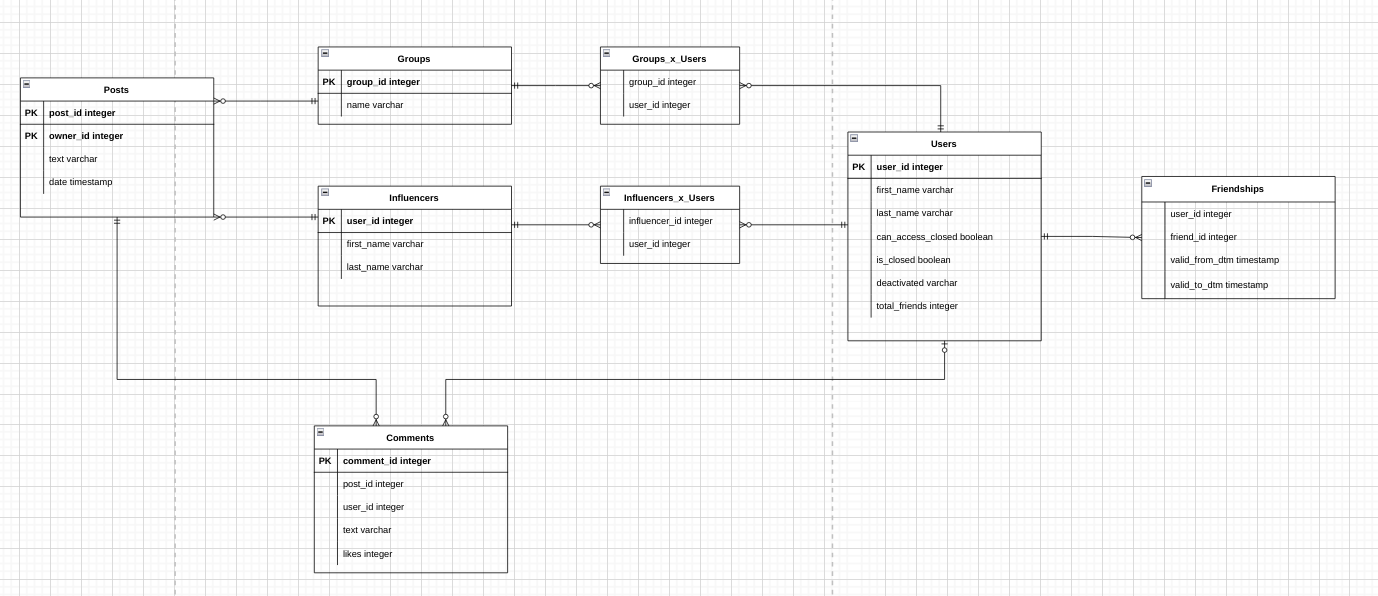 Posts
PK post_id integer
PK owner_id integer
text varchar
date timestamp
Groups
PK group_id integer
name varchar
Groups_x_Users
group_id integer
user_id integer
Influencers
PK user_id integer
first_name varchar
last_name varchar
Influencers_x_Users
influencer_id integer
user_id integer
Users
PK user_id integer
first_name varchar
last_name varchar
can_access_closed boolean
is_closed boolean
deactivated varchar
total_friends integer
Friendships
user_id integer
friend_id integer
valid_from_dtm timestamp
valid_to_dtm timestamp
Comments
PK comment_id integer
post_id integer
user_id integer
text varchar
likes integer